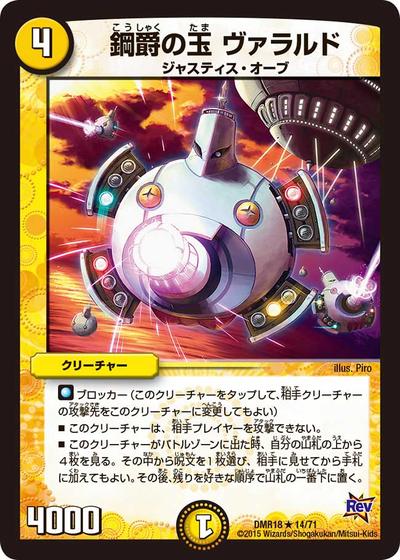 4
こうしゃく たま
鋼爵の玉 ヴァラルド
ジャスティス・オーブ
クリーチャー
illus. Piro
ブロッカー(このクリーチャーをタップして、相手クリーチャー
の攻撃先をこのクリーチャーに変更してもよい)
■このクリーチャーは、相手プレイヤーを攻撃できない。
■このクリーチャーがバトルゾーンに出た時、自分の山札の上から
4枚を見る。その中から呪文を1枚選び、相手に見せてから手札
に加えてもよい。その後、残りを好きな順序で山札の一番下に置く。
4000
1
Rev
DMR18★14/71
©2015 Wizards/Shogakukan/Mitsui-Kids